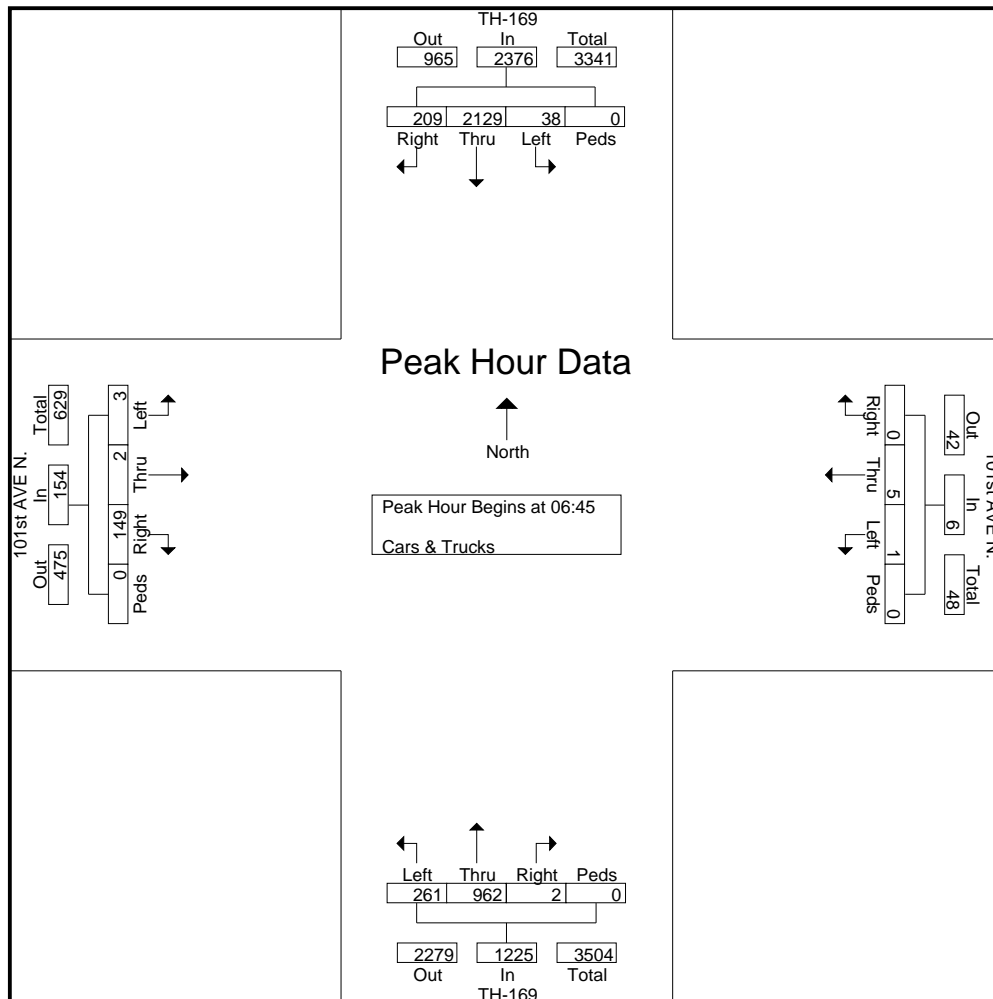 TH-169
Out In Total
965 2376 3341
209 2129 38 0
Right Thru Left Peds
Peak Hour Data
North
Peak Hour Begins at 06:45
Cars & Trucks
101st AVE N.
Total In Out
629 154 475
3 2 149 0
Left Thru Right Peds
Right Thru Left Peds
0 5 1 0
Out In Total
42 6 48
101st AVE N.
Left Thru Right Peds
261 962 2 0
2279 1225 3504
Out In Total
TH-169